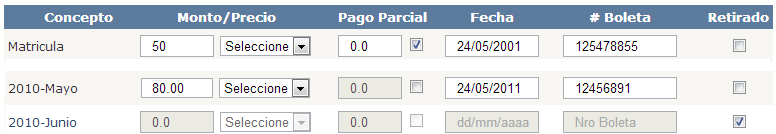 Concepto Monto/Precio Pago Parcial Fecha # Boleta Retirado
Matricula 50 Seleccione 0.0 24/05/2001 125478855
2010-Mayo 80.00 Seleccione 0.0 24/05/2011 12456891
2010-Junio 0.0 Seleccione 0.0 dd/mm/aaaa Nro Boleta